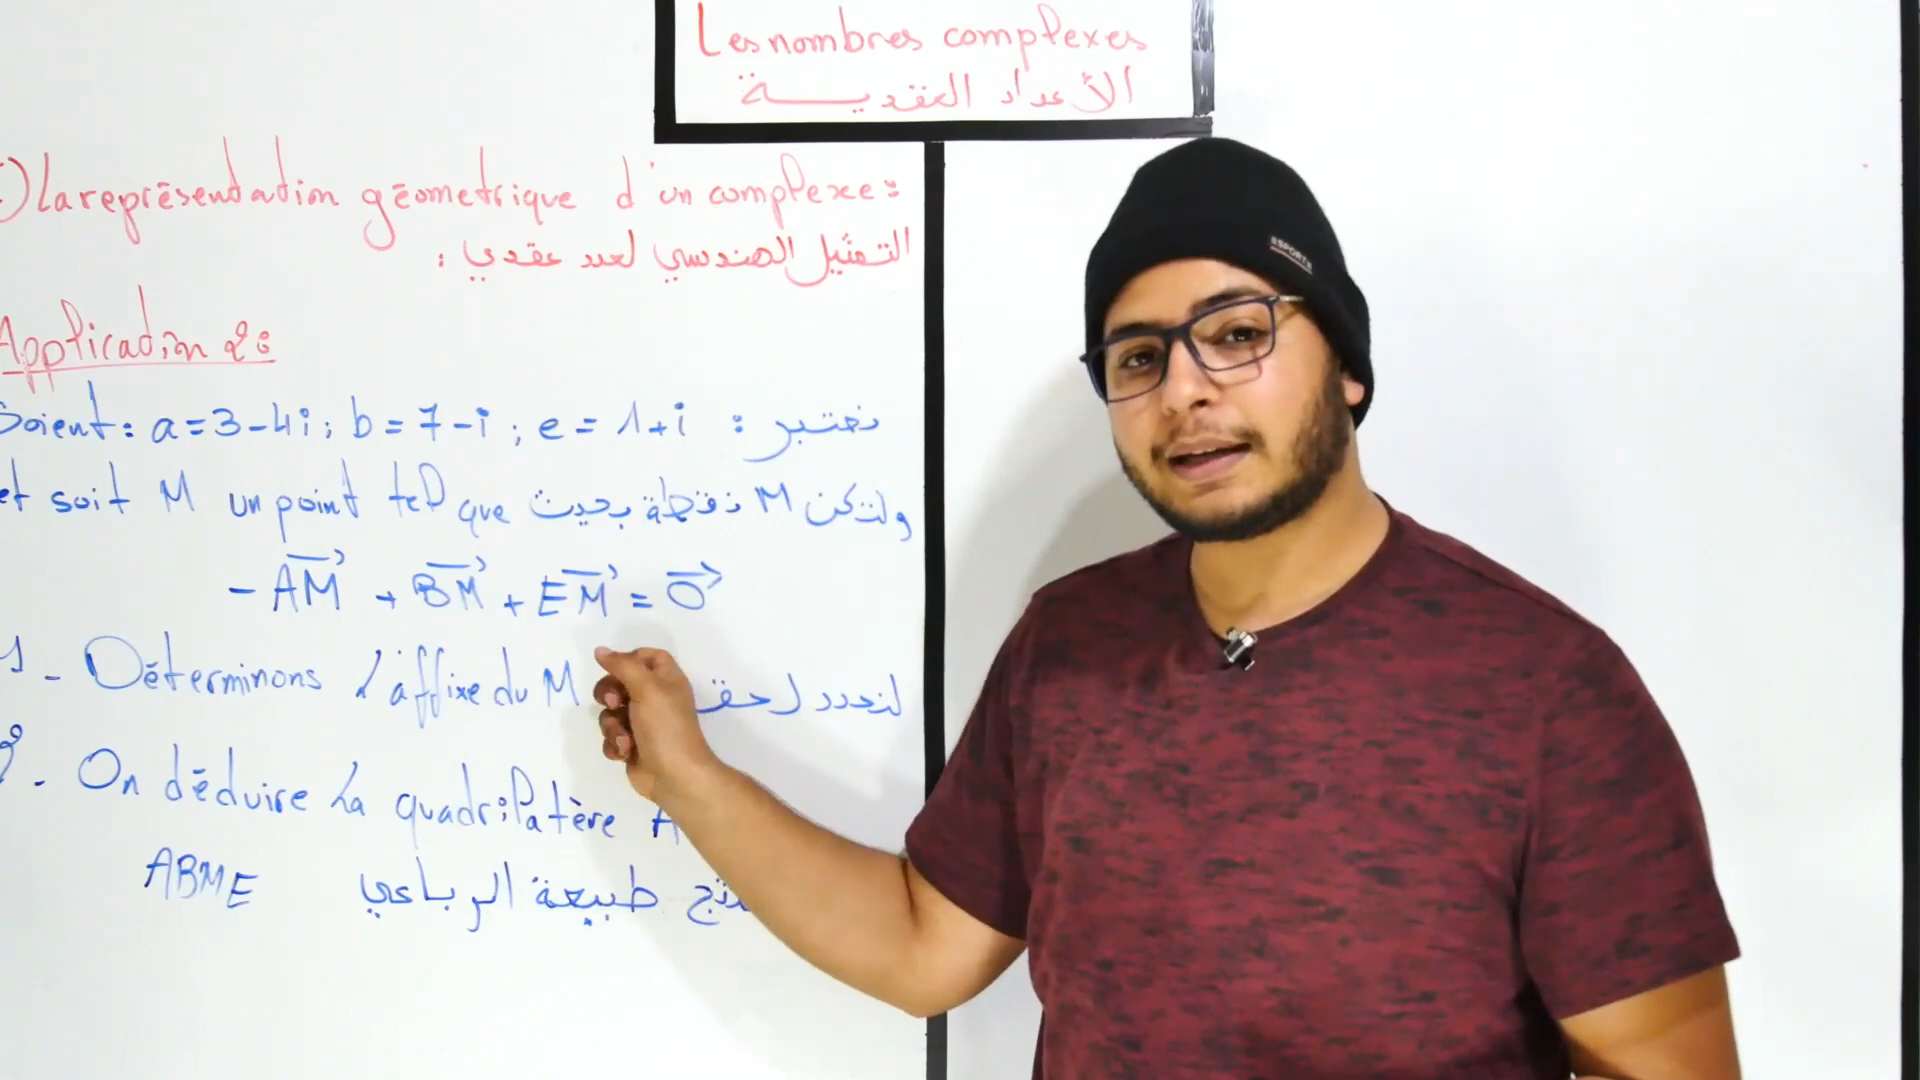 Les nombres complexes
الأعداد العقدية
) La représentation géometrique d'un complexe :
التمثيل الهندسي لعدد عقدي :
Application 2 :
Soient : a = 3 - 4i ; b = 7 - i ; e = 1 + i : نعتبر
et soit M un point tel que ولتكن M نقطة بحيث
- AM + BM + EM = 0
1 - Déterminons l'affixe du M لنحدد لحق
2 - On déduire la quadrilatère A
ABME طبيعة الرباعي
ESPORTX